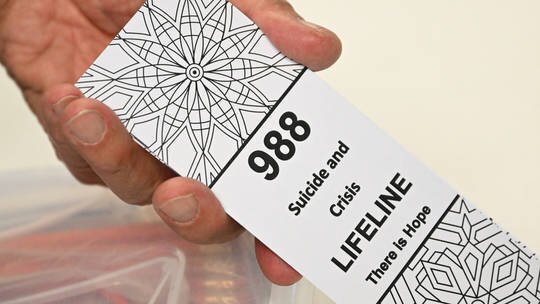 988
Suicide and
Crisis
LIFELINE
There is Hope